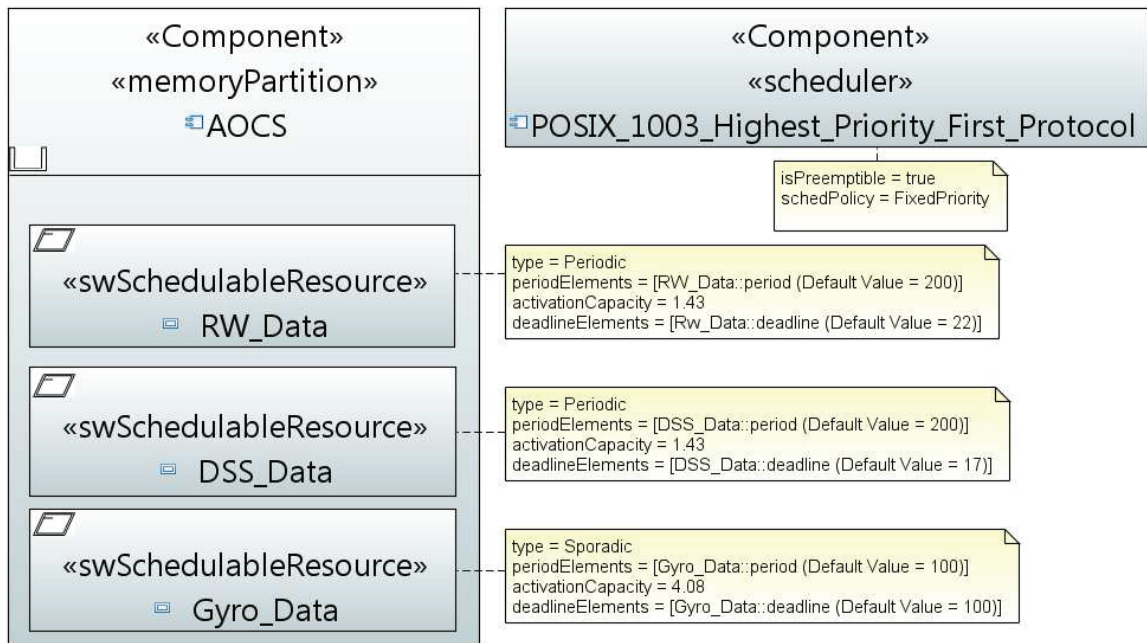 «Component»
«memoryPartition»
AOCS
«Component»
«scheduler»
POSIX_1003_Highest_Priority_First_Protocol
isPreemptible = true
schedPolicy = FixedPriority
«swSchedulableResource»
RW_Data
type = Periodic
periodElements = [RW_Data::period (Default Value = 200)]
activationCapacity = 1.43
deadlineElements = [Rw_Data::deadline (Default Value = 22)]
«swSchedulableResource»
DSS_Data
type = Periodic
periodElements = [DSS_Data::period (Default Value = 200)]
activationCapacity = 1.43
deadlineElements = [DSS_Data::deadline (Default Value = 17)]
«swSchedulableResource»
Gyro_Data
type = Sporadic
periodElements = [Gyro_Data::period (Default Value = 100)]
activationCapacity = 4.08
deadlineElements = [Gyro_Data::deadline (Default Value = 100)]